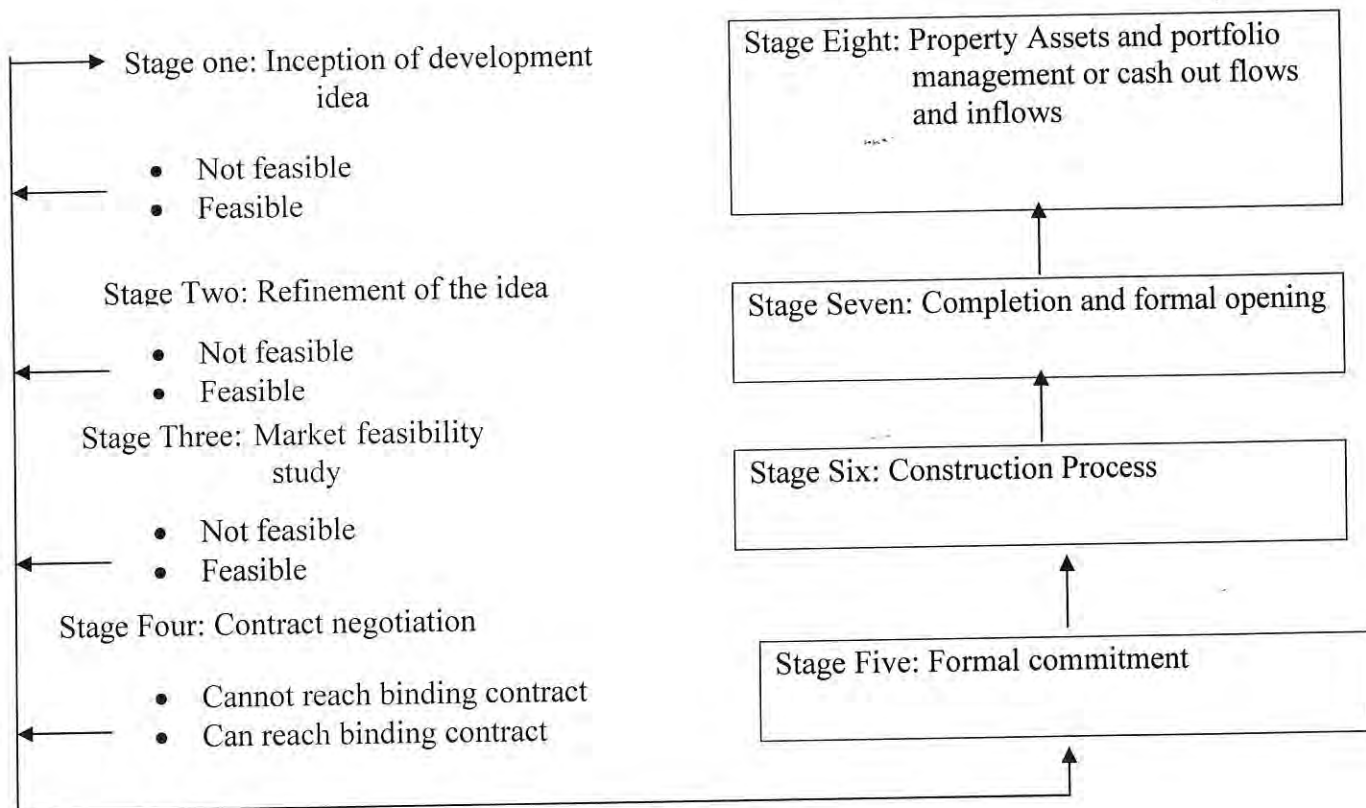 Stage one: Inception of development
idea
• Not feasible
• Feasible
Stage Two: Refinement of the idea
• Not feasible
• Feasible
Stage Three: Market feasibility
study
• Not feasible
• Feasible
Stage Four: Contract negotiation
• Cannot reach binding contract
• Can reach binding contract
Stage Eight: Property Assets and portfolio
management or cash out flows
and inflows
Stage Seven: Completion and formal opening
Stage Six: Construction Process
Stage Five: Formal commitment